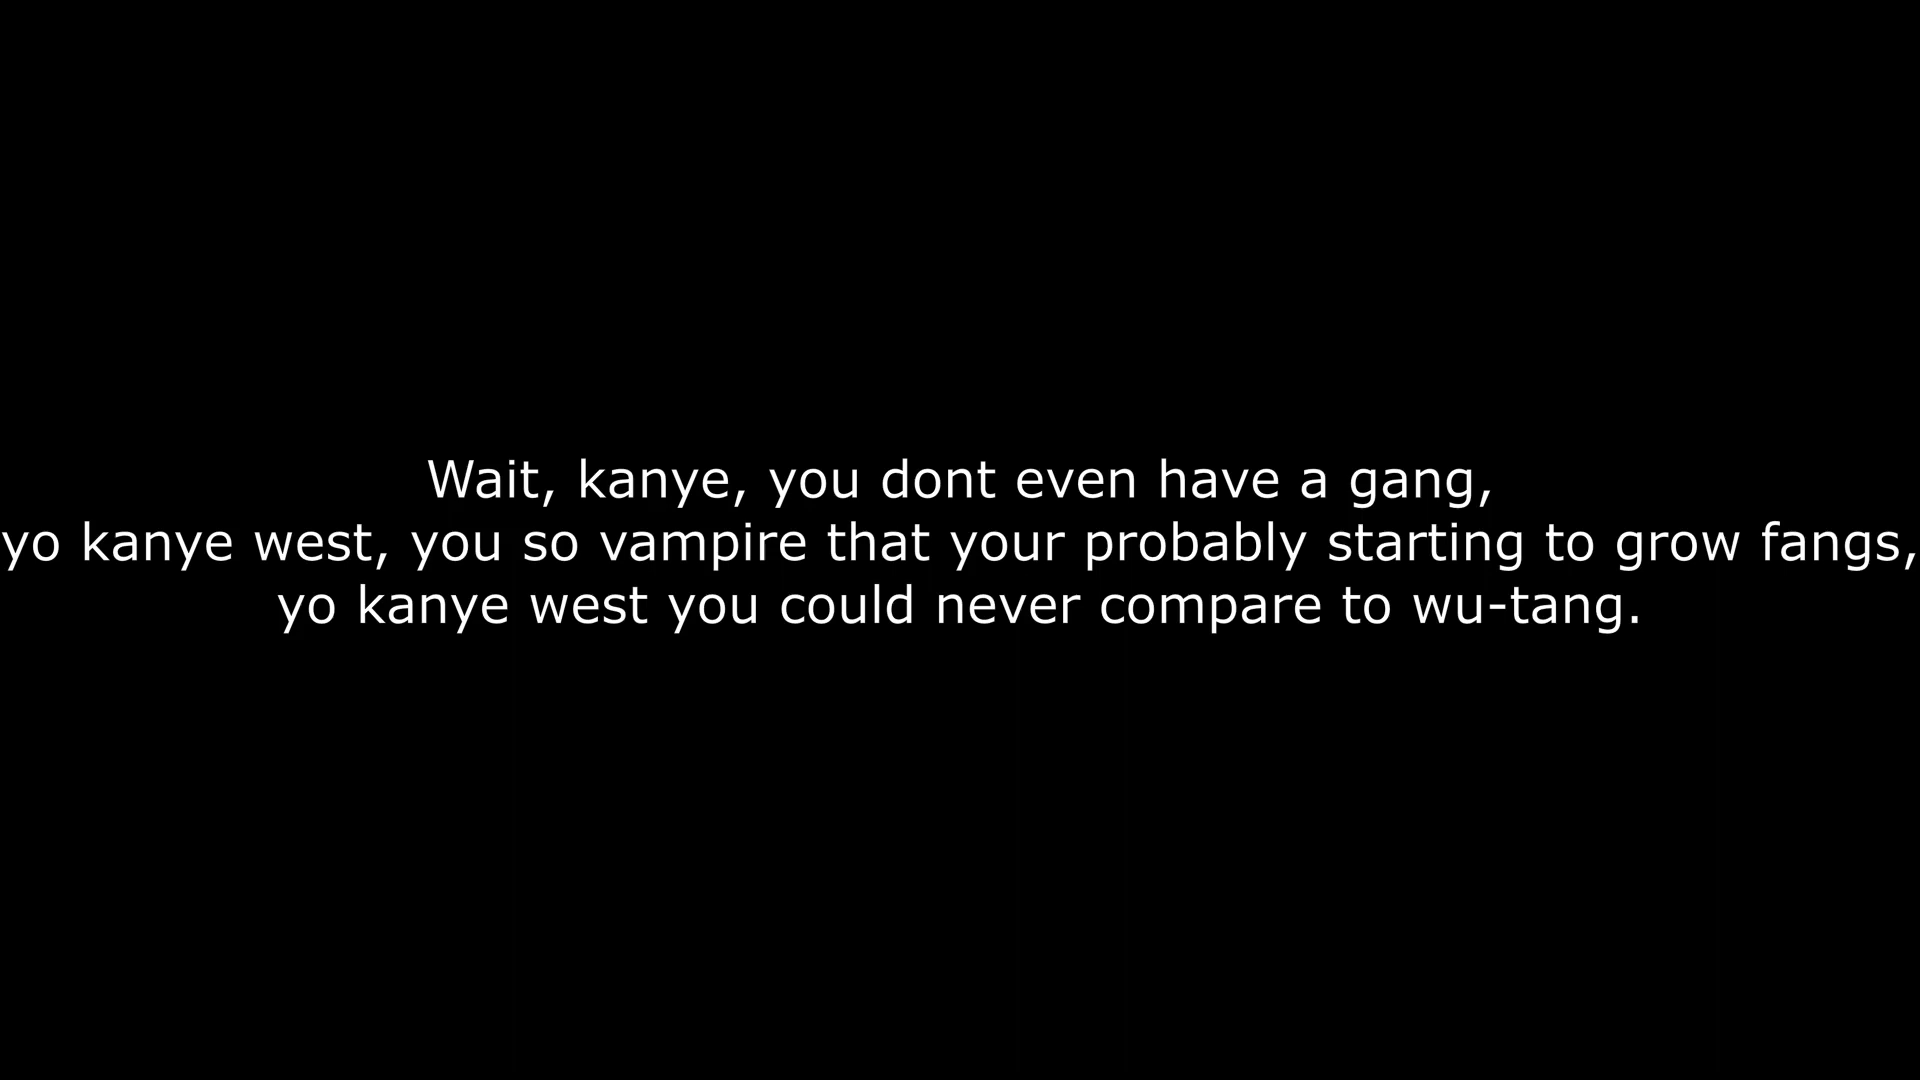 Wait, kanye, you dont even have a gang,
yo kanye west, you so vampire that your probably starting to grow fangs,
yo kanye west you could never compare to wu-tang.